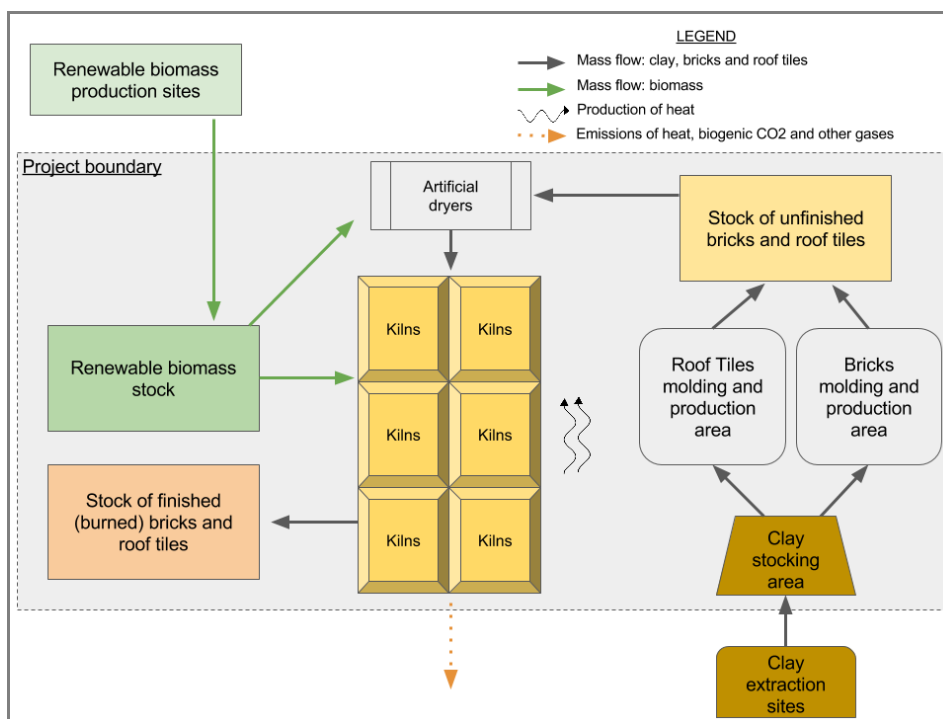 LEGEND
Mass flow: clay, bricks and roof tiles
Mass flow: biomass
Production of heat
Emissions of heat, biogenic CO2 and other gases
Renewable biomass
production sites
Project boundary
Artificial
dryers
Stock of unfinished
bricks and roof tiles
Kilns
Kilns
Renewable biomass
stock
Roof Tiles
molding and
production
area
Bricks
molding and
production
area
Kilns
Kilns
Stock of finished
(burned) bricks and
roof tiles
Kilns
Kilns
Clay
stocking
area
Clay
extraction
sites